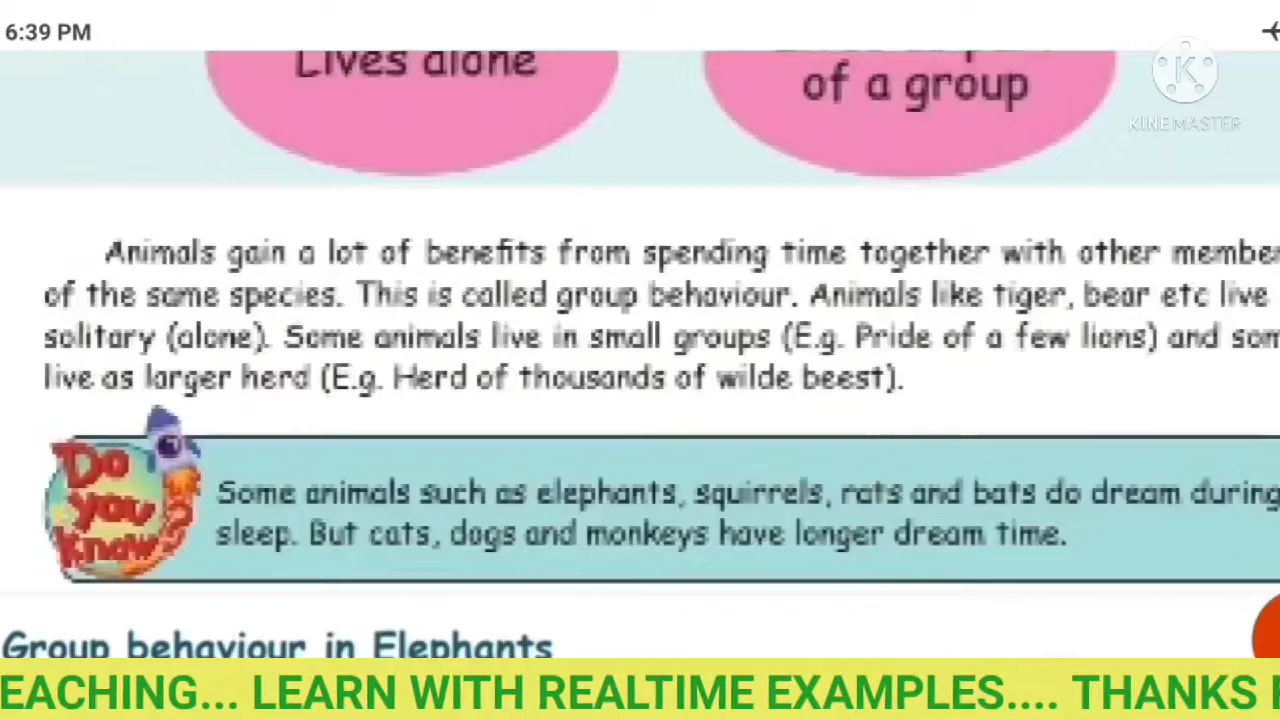 6:39 PM
Lives alone
of a group
KINEMASTER
Animals gain a lot of benefits from spending time together with other member
of the same species. This is called group behaviour. Animals like tiger, bear etc live
solitary (alone). Some animals live in small groups (E.g. Pride of a few lions) and som
live as larger herd (E.g. Herd of thousands of wilde beest).
Do
you
Know
Some animals such as elephants, squirrels, rats and bats do dream during
sleep. But cats, dogs and monkeys have longer dream time.
Group behaviour in Elephants
EACHING... LEARN WITH REALTIME EXAMPLES.... THANKS